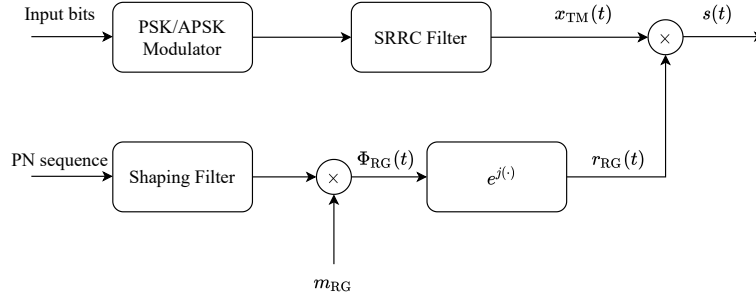 Input bits
PSK/APSK
Modulator
SRRC Filter
x_TM(t)
×
s(t)
PN sequence
Shaping Filter
×
Φ_RG(t)
e^{j(·)}
r_RG(t)
m_RG